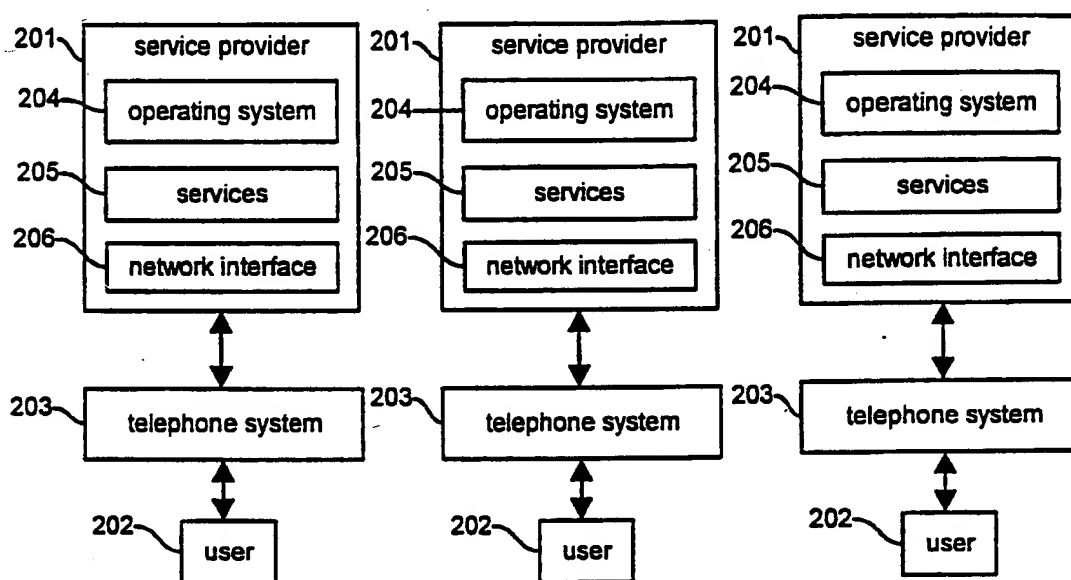 201 service provider 201 service provider 201 service provider
204 operating system 204 operating system 204 operating system
205 services 205 services 205 services
206 network interface 206 network interface 206 network interface
203 telephone system 203 telephone system 203 telephone system
202 user 202 user 202 user